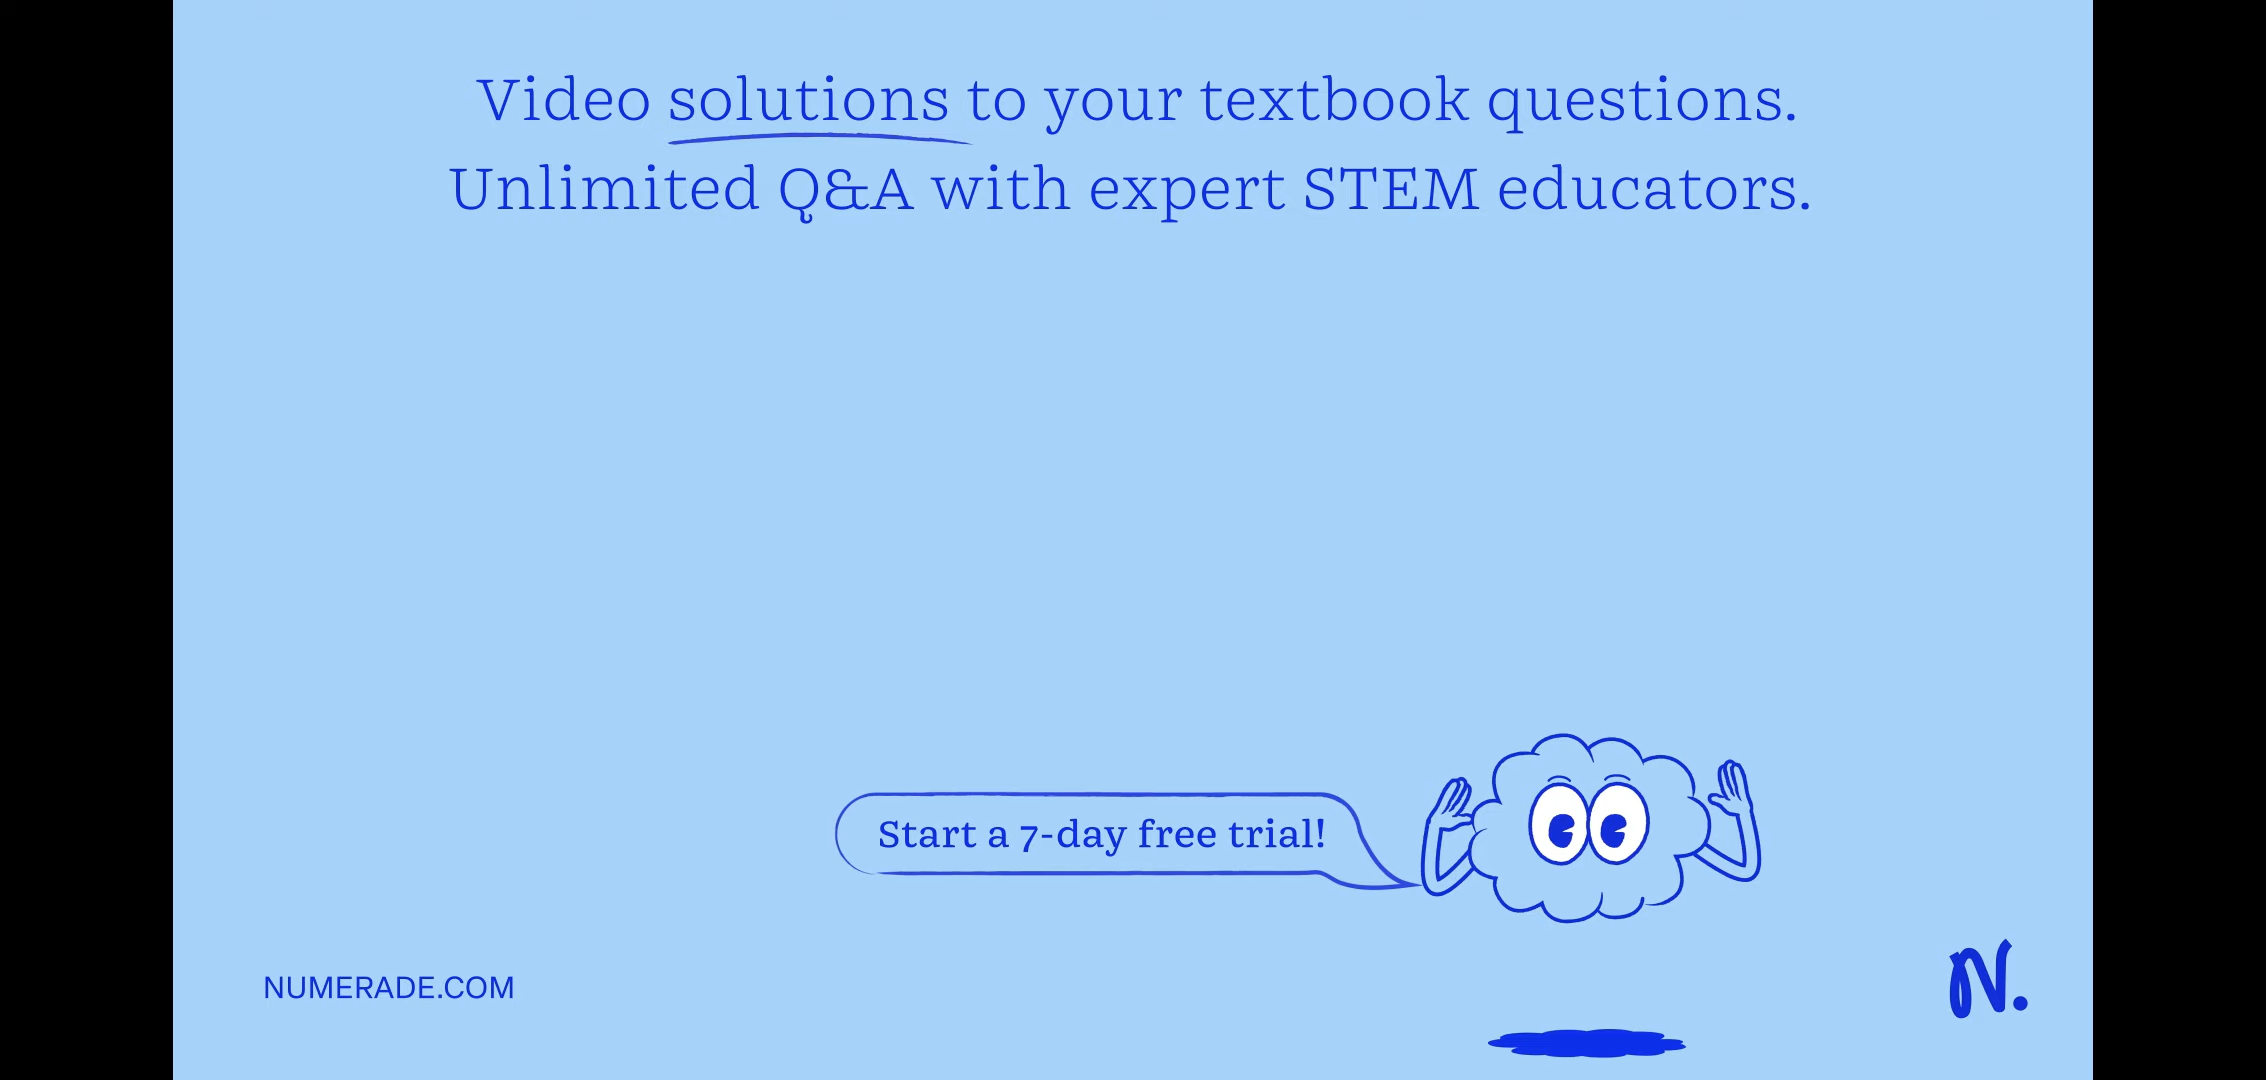 Video solutions to your textbook questions.
Unlimited Q&A with expert STEM educators.
Start a 7-day free trial!
NUMERADE.COM
N.